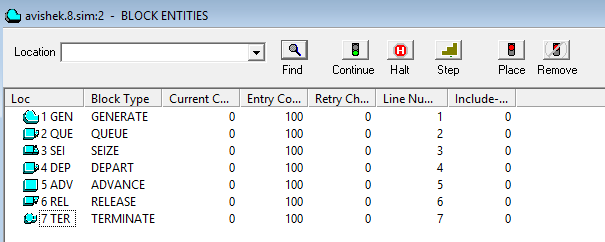 avishek.8.sim:2 - BLOCK ENTITIES
Location
Find Continue Halt Step Place Remove
Loc Block Type Current C... Entry Co... Retry Ch... Line Nu... Include-...
1 GEN GENERATE 0 100 0 1 0
2 QUE QUEUE 0 100 0 2 0
3 SEI SEIZE 0 100 0 3 0
4 DEP DEPART 0 100 0 4 0
5 ADV ADVANCE 0 100 0 5 0
6 REL RELEASE 0 100 0 6 0
7 TER TERMINATE 0 100 0 7 0